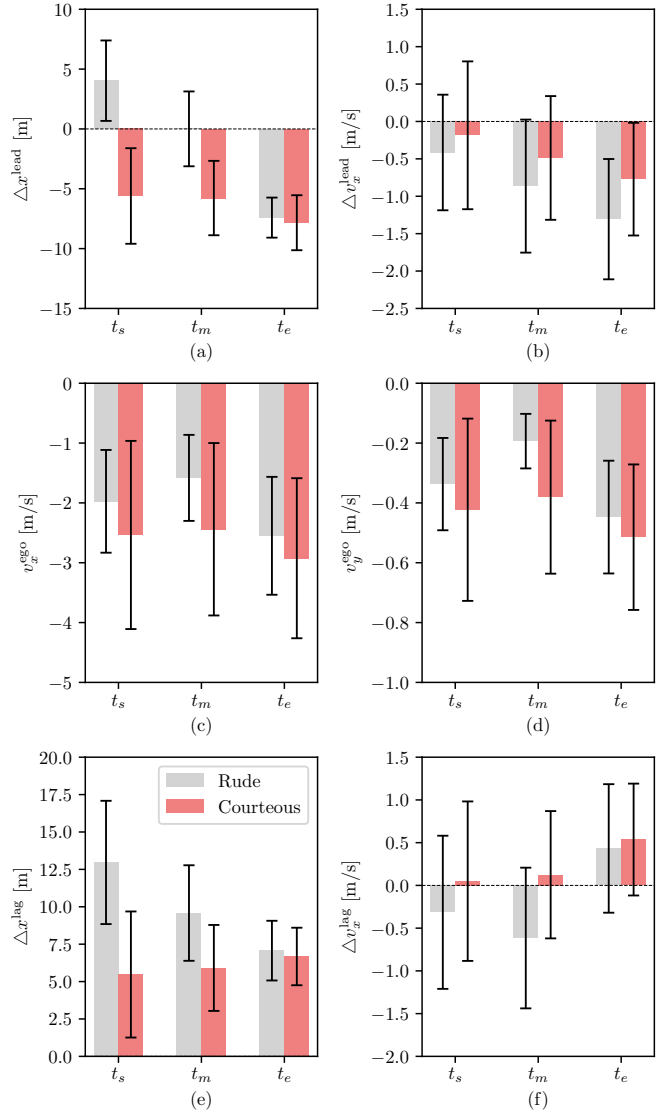 10
5
0
−5
−10
−15
△x^lead [m]
t_s
t_m
t_e
(a)
1.5
1.0
0.5
0.0
−0.5
−1.0
−1.5
−2.0
−2.5
△v_x^lead [m/s]
t_s
t_m
t_e
(b)
0
−1
−2
−3
−4
−5
v_x^ego [m/s]
t_s
t_m
t_e
(c)
0.0
−0.2
−0.4
−0.6
−0.8
−1.0
v_y^ego [m/s]
t_s
t_m
t_e
(d)
20.0
17.5
15.0
12.5
10.0
7.5
5.0
2.5
0.0
△x^lag [m]
Rude
Courteous
t_s
t_m
t_e
(e)
1.5
1.0
0.5
0.0
−0.5
−1.0
−1.5
−2.0
△v_x^lag [m/s]
t_s
t_m
t_e
(f)